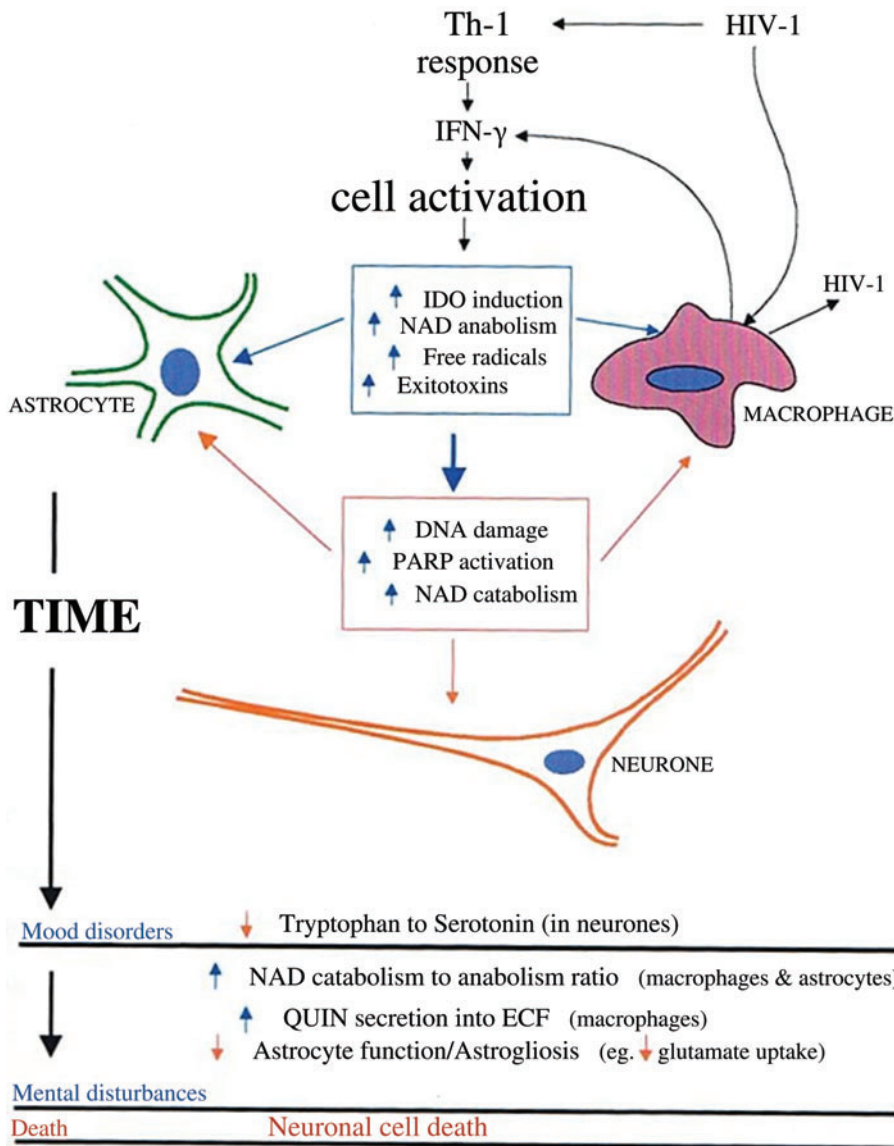 Th-1
response
HIV-1
IFN-γ
cell activation
HIV-1
IDO induction
NAD anabolism
Free radicals
Exitotoxins
ASTROCYTE
MACROPHAGE
DNA damage
PARP activation
NAD catabolism
TIME
NEURONE
Mood disorders
Tryptophan to Serotonin (in neurones)
NAD catabolism to anabolism ratio (macrophages & astrocytes)
QUIN secretion into ECF (macrophages)
Astrocyte function/Astrogliosis (eg. ↓ glutamate uptake)
Mental disturbances
Death Neuronal cell death